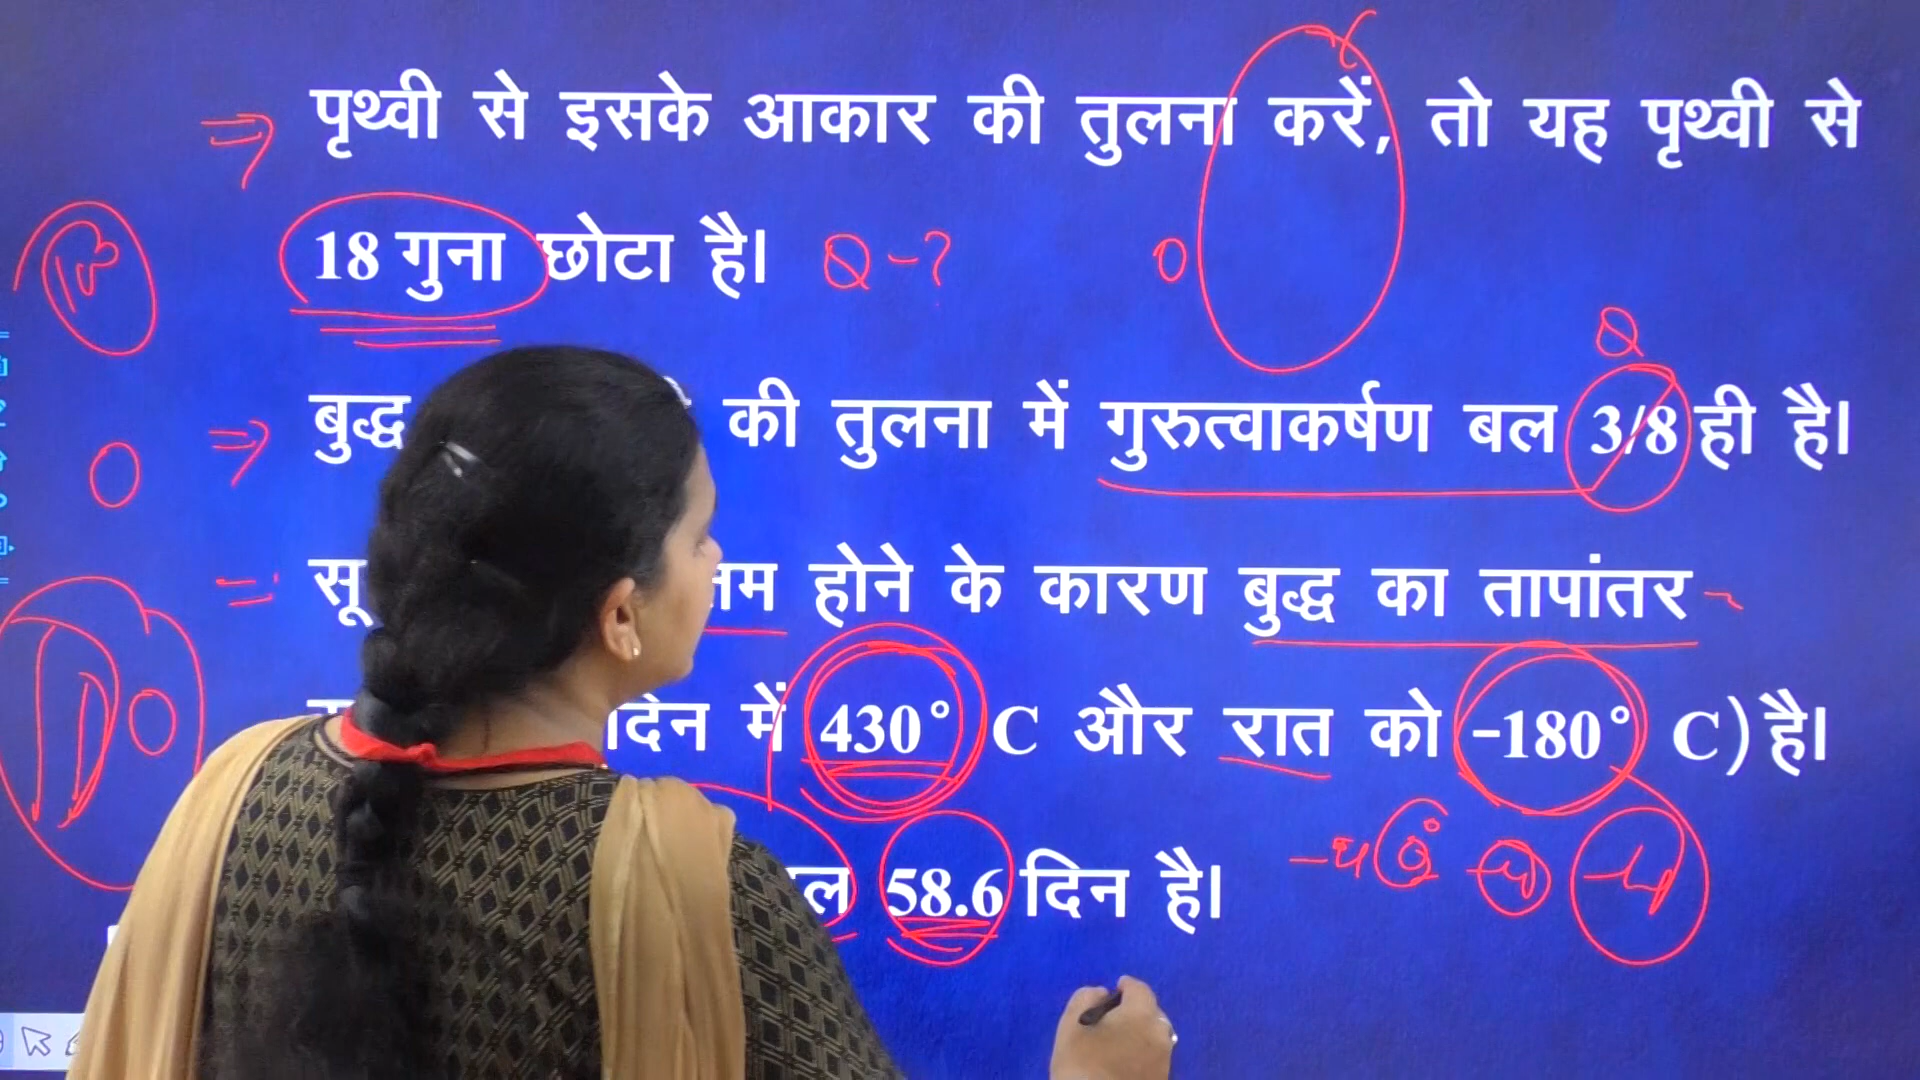 पृथ्वी से इसके आकार की तुलना करें, तो यह पृथ्वी से
18 गुना छोटा है। Q-?
Q
बुद्ध की तुलना में गुरुत्वाकर्षण बल 3/8 ही है।
होने के कारण बुद्ध का तापांतर
दिन में 430° C और रात को -180° C) है।
58.6 दिन है।